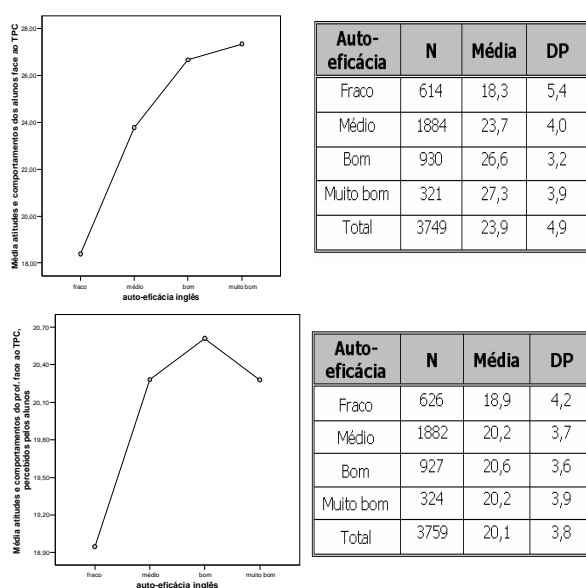 Média atitudes e comportamentos dos alunos face ao TPC
28,00
26,00
24,00
22,00
20,00
18,00
fraco médio bom muito bom
auto-eficácia inglês
Auto-
eficácia N Média DP
Fraco 614 18,3 5,4
Médio 1884 23,7 4,0
Bom 930 26,6 3,2
Muito bom 321 27,3 3,9
Total 3749 23,9 4,9
Média atitudes e comportamentos do prof. face ao TPC,
percebidos pelos alunos
20,70
20,40
20,10
19,80
19,50
19,20
18,90
fraco médio bom muito bom
auto-eficácia inglês
Auto-
eficácia N Média DP
Fraco 626 18,9 4,2
Médio 1882 20,2 3,7
Bom 927 20,6 3,6
Muito bom 324 20,2 3,9
Total 3759 20,1 3,8